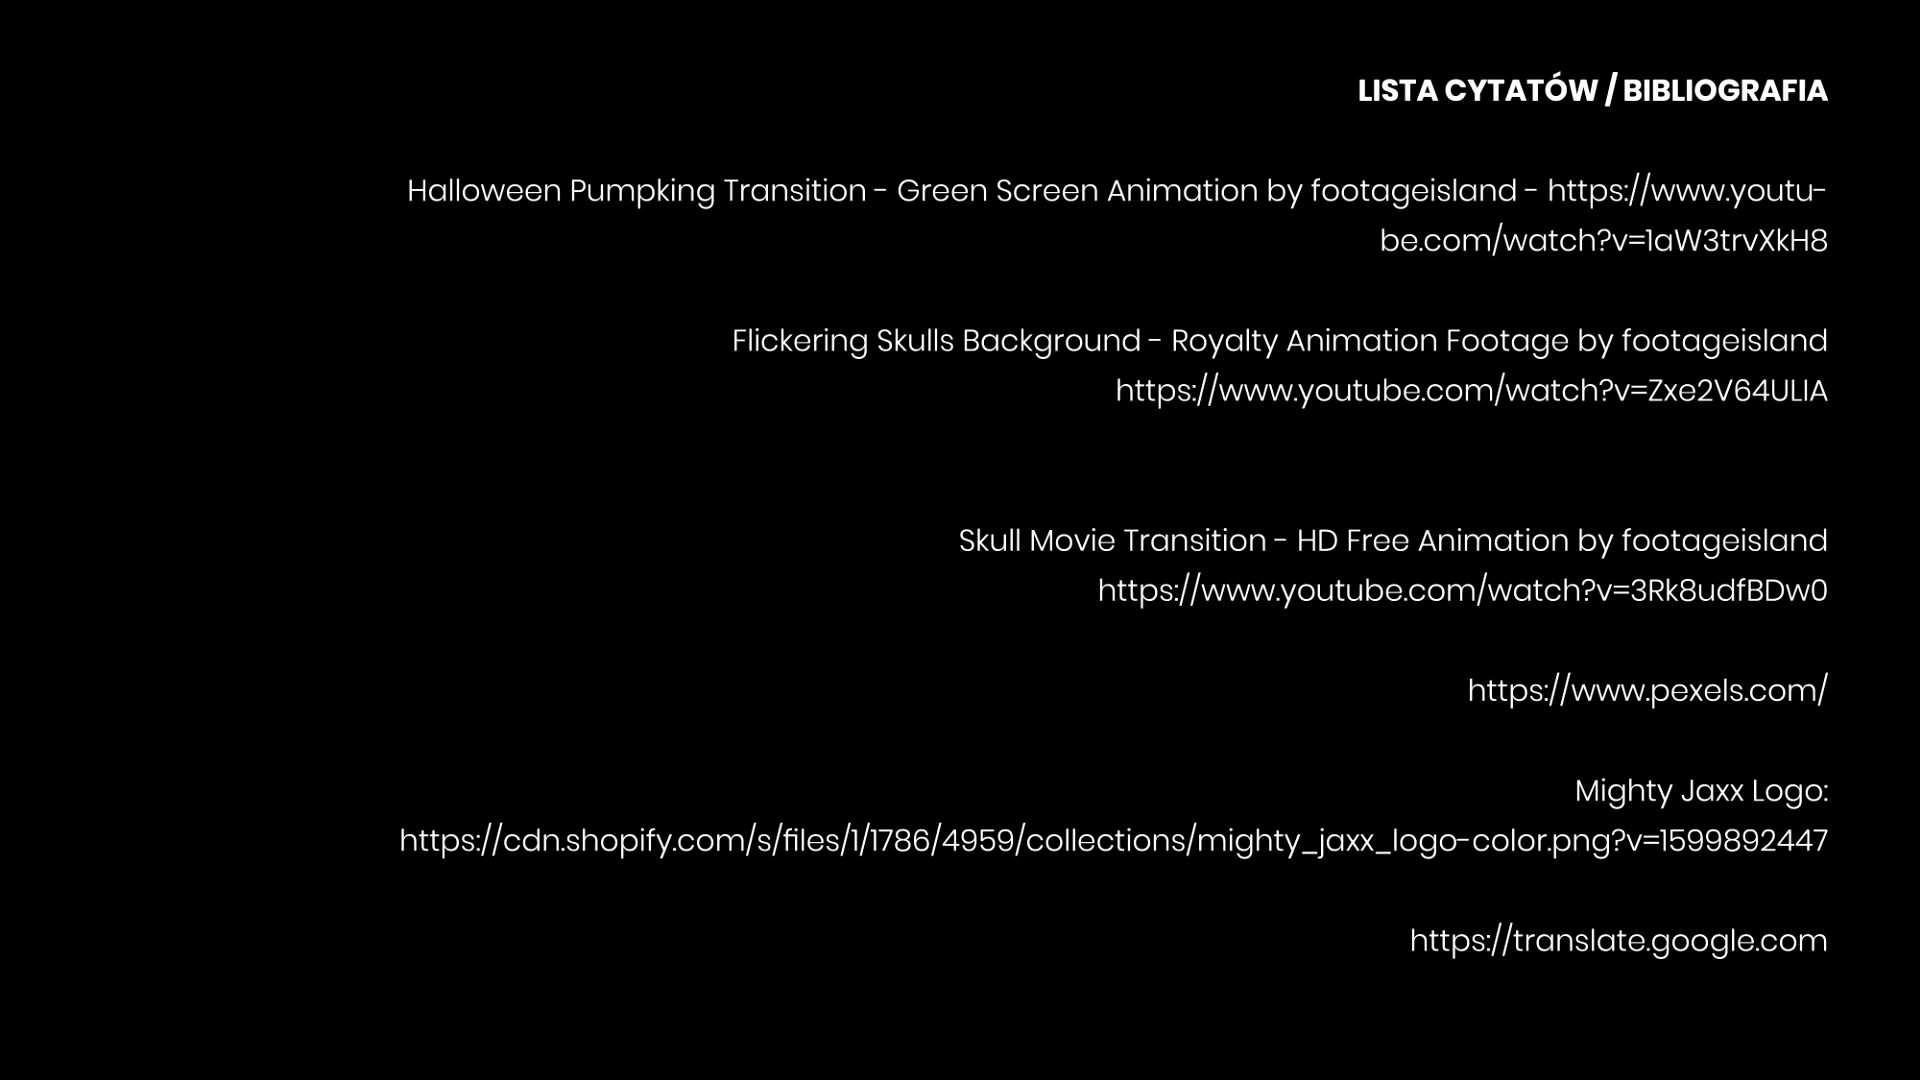 LISTA CYTATÓW / BIBLIOGRAFIA
Halloween Pumpking Transition - Green Screen Animation by footageisland - https://www.youtu-
be.com/watch?v=1aW3trvXkH8
Flickering Skulls Background - Royalty Animation Footage by footageisland
https://www.youtube.com/watch?v=Zxe2V64ULIA
Skull Movie Transition - HD Free Animation by footageisland
https://www.youtube.com/watch?v=3Rk8udfBDw0
https://www.pexels.com/
Mighty Jaxx Logo:
https://cdn.shopify.com/s/files/1/1786/4959/collections/mighty_jaxx_logo-color.png?v=1599892447
https://translate.google.com